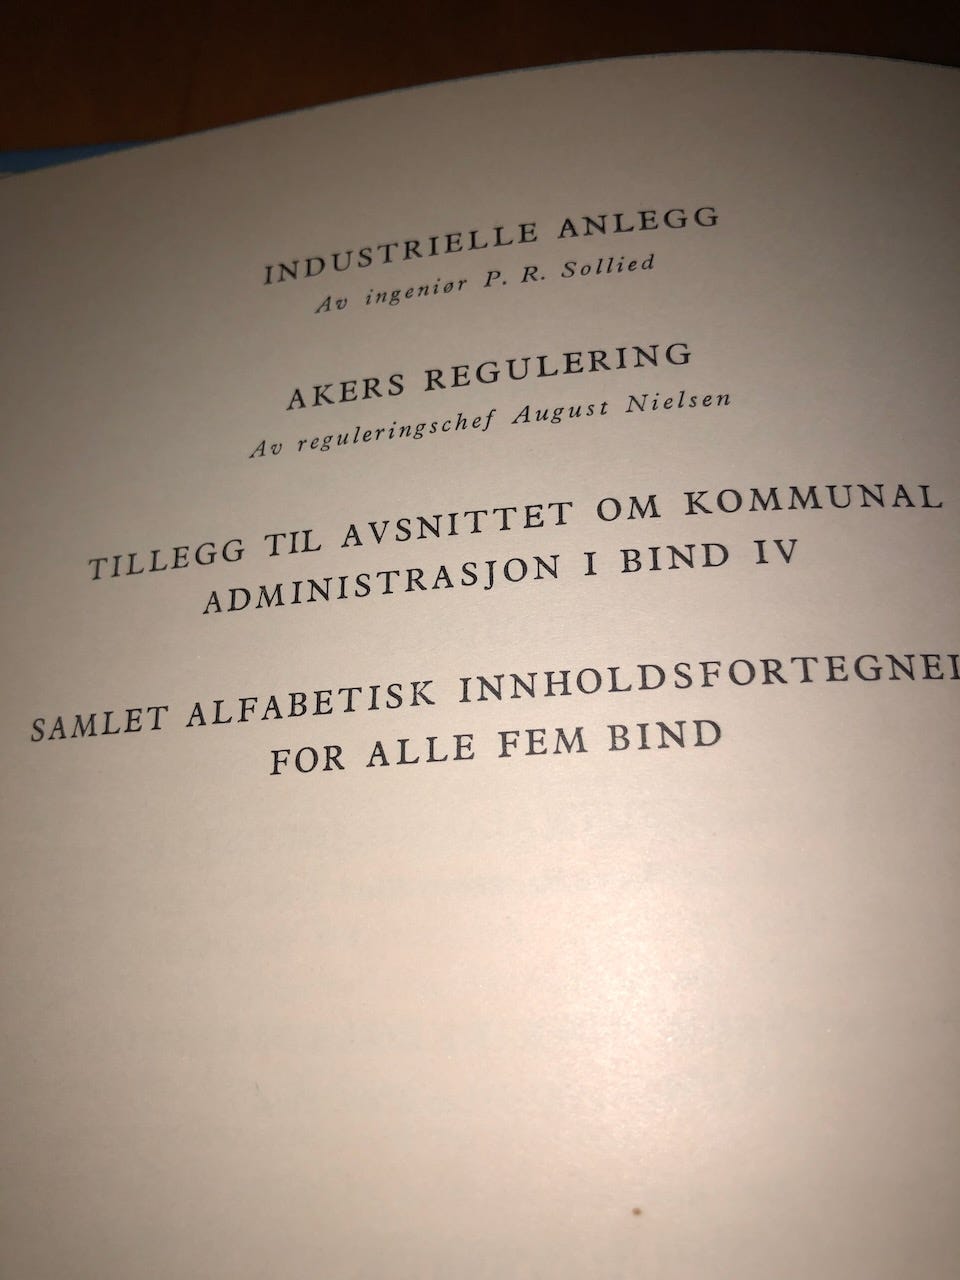 INDUSTRIELLE ANLEGG
Av ingeniør P. R. Sollied
AKERS REGULERING
Av reguleringschef August Nielsen
TILLEGG TIL AVSNITTET OM KOMMUNAL
ADMINISTRASJON I BIND IV
SAMLET ALFABETISK
FOR ALLE FEM BIND